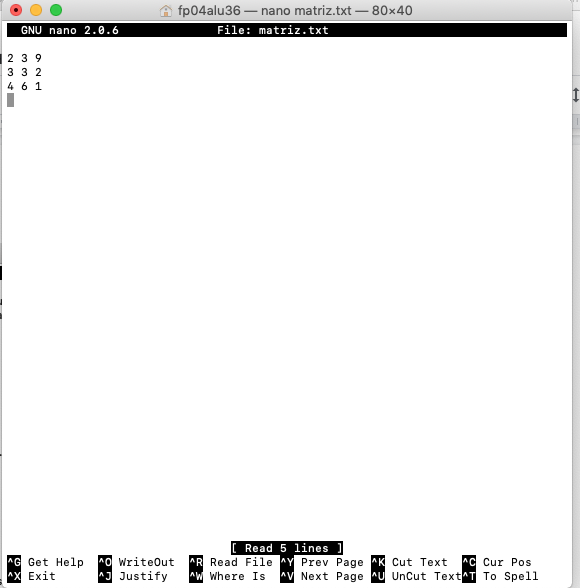 fp04alu36 — nano matriz.txt — 80×40
GNU nano 2.0.6 File: matriz.txt
2 3 9
3 3 2
4 6 1
[ Read 5 lines ]
^G Get Help ^O WriteOut ^R Read File ^Y Prev Page ^K Cut Text ^C Cur Pos
^X Exit ^J Justify ^W Where Is ^V Next Page ^U UnCut Text ^T To Spell